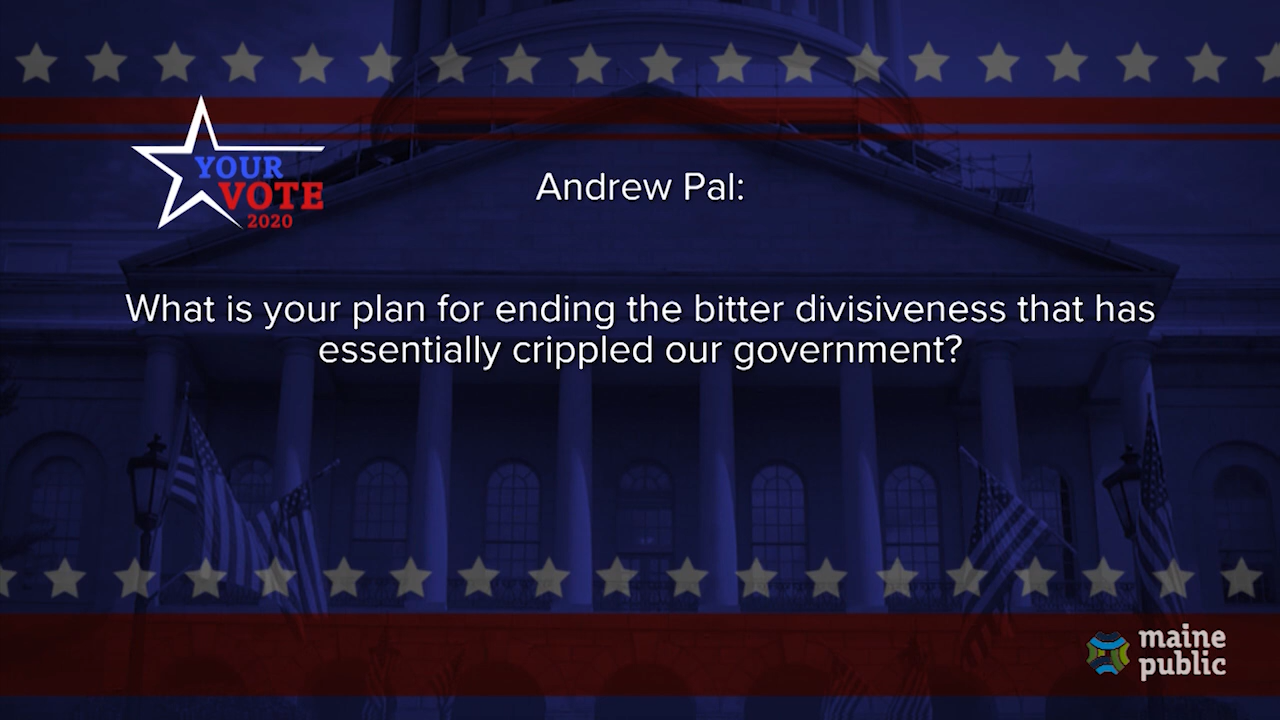 YOUR
VOTE
2020
Andrew Pal:
What is your plan for ending the bitter divisiveness that has
essentially crippled our government?
maine
public